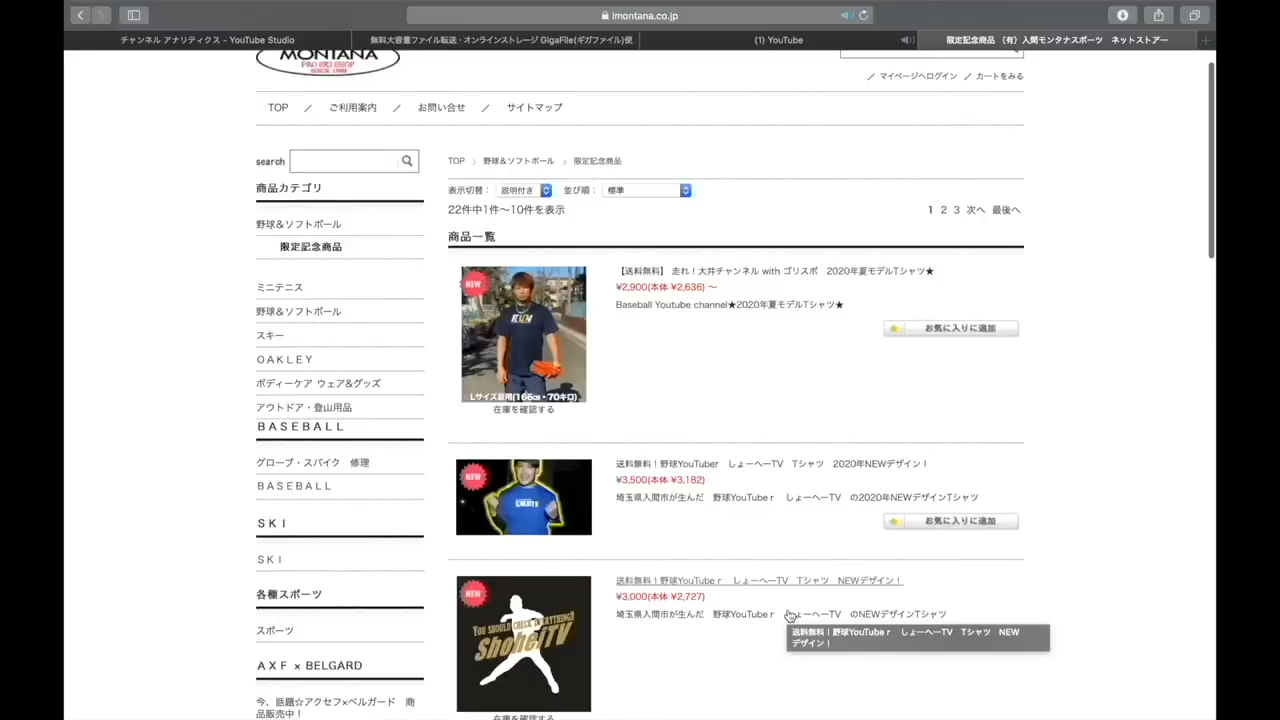 imontana.co.jp
チャンネル アナリティクス - YouTube Studio
無料大容量ファイル転送・オンラインストレージ GigaFile(ギガファイル)便
(1) YouTube
限定記念商品 （有）入間モンタナスポーツ ネットストアー
MONTANA
PRO SKI SHOP
SINCE 1989
／ マイページへログイン ／ カートをみる
TOP ／ ご利用案内 ／ お問い合せ ／ サイトマップ
search
商品カテゴリ
野球＆ソフトボール
限定記念商品
ミニテニス
野球＆ソフトボール
スキー
ＯＡＫＬＥＹ
ボディーケア ウェア&グッズ
アウトドア・登山用品
ＢＡＳＥＢＡＬＬ
グローブ・スパイク 修理
ＢＡＳＥＢＡＬＬ
ＳＫＩ
ＳＫＩ
各種スポーツ
スポーツ
ＡＸＦ × BELGARD
今、話題☆アクセフ×ベルガード 商
品販売中！
TOP > 野球＆ソフトボール > 限定記念商品
表示切替： 説明付き 並び順： 標準
22件中1件〜10件を表示
1 2 3 次へ 最後へ
商品一覧
NEW
RUN
Lサイズ着用(166㎝・70キロ)
在庫を確認する
【送料無料】 走れ！大井チャンネル with ゴリスポ 2020年夏モデルTシャツ★
¥2,900(本体 ¥2,636) 〜
Baseball Youtube channel★2020年夏モデルTシャツ★
お気に入りに追加
NEW
送料無料！野球YouTuber しょーへーTV Tシャツ 2020年NEWデザイン！
¥3,500(本体 ¥3,182)
埼玉県入間市が生んだ 野球YouTubeｒ しょーへーTV の2020年NEWデザインTシャツ
お気に入りに追加
NEW
YOU SHOULD CHECK EVERYTHING!!
ShoheiTV
在庫を確認する
送料無料！野球YouTubeｒ しょーへーTV Tシャツ NEWデザイン！
¥3,000(本体 ¥2,727)
埼玉県入間市が生んだ 野球YouTubeｒ しょーへーTV のNEWデザインTシャツ
送料無料！野球YouTubeｒ しょーへーTV Tシャツ NEW
デザイン！